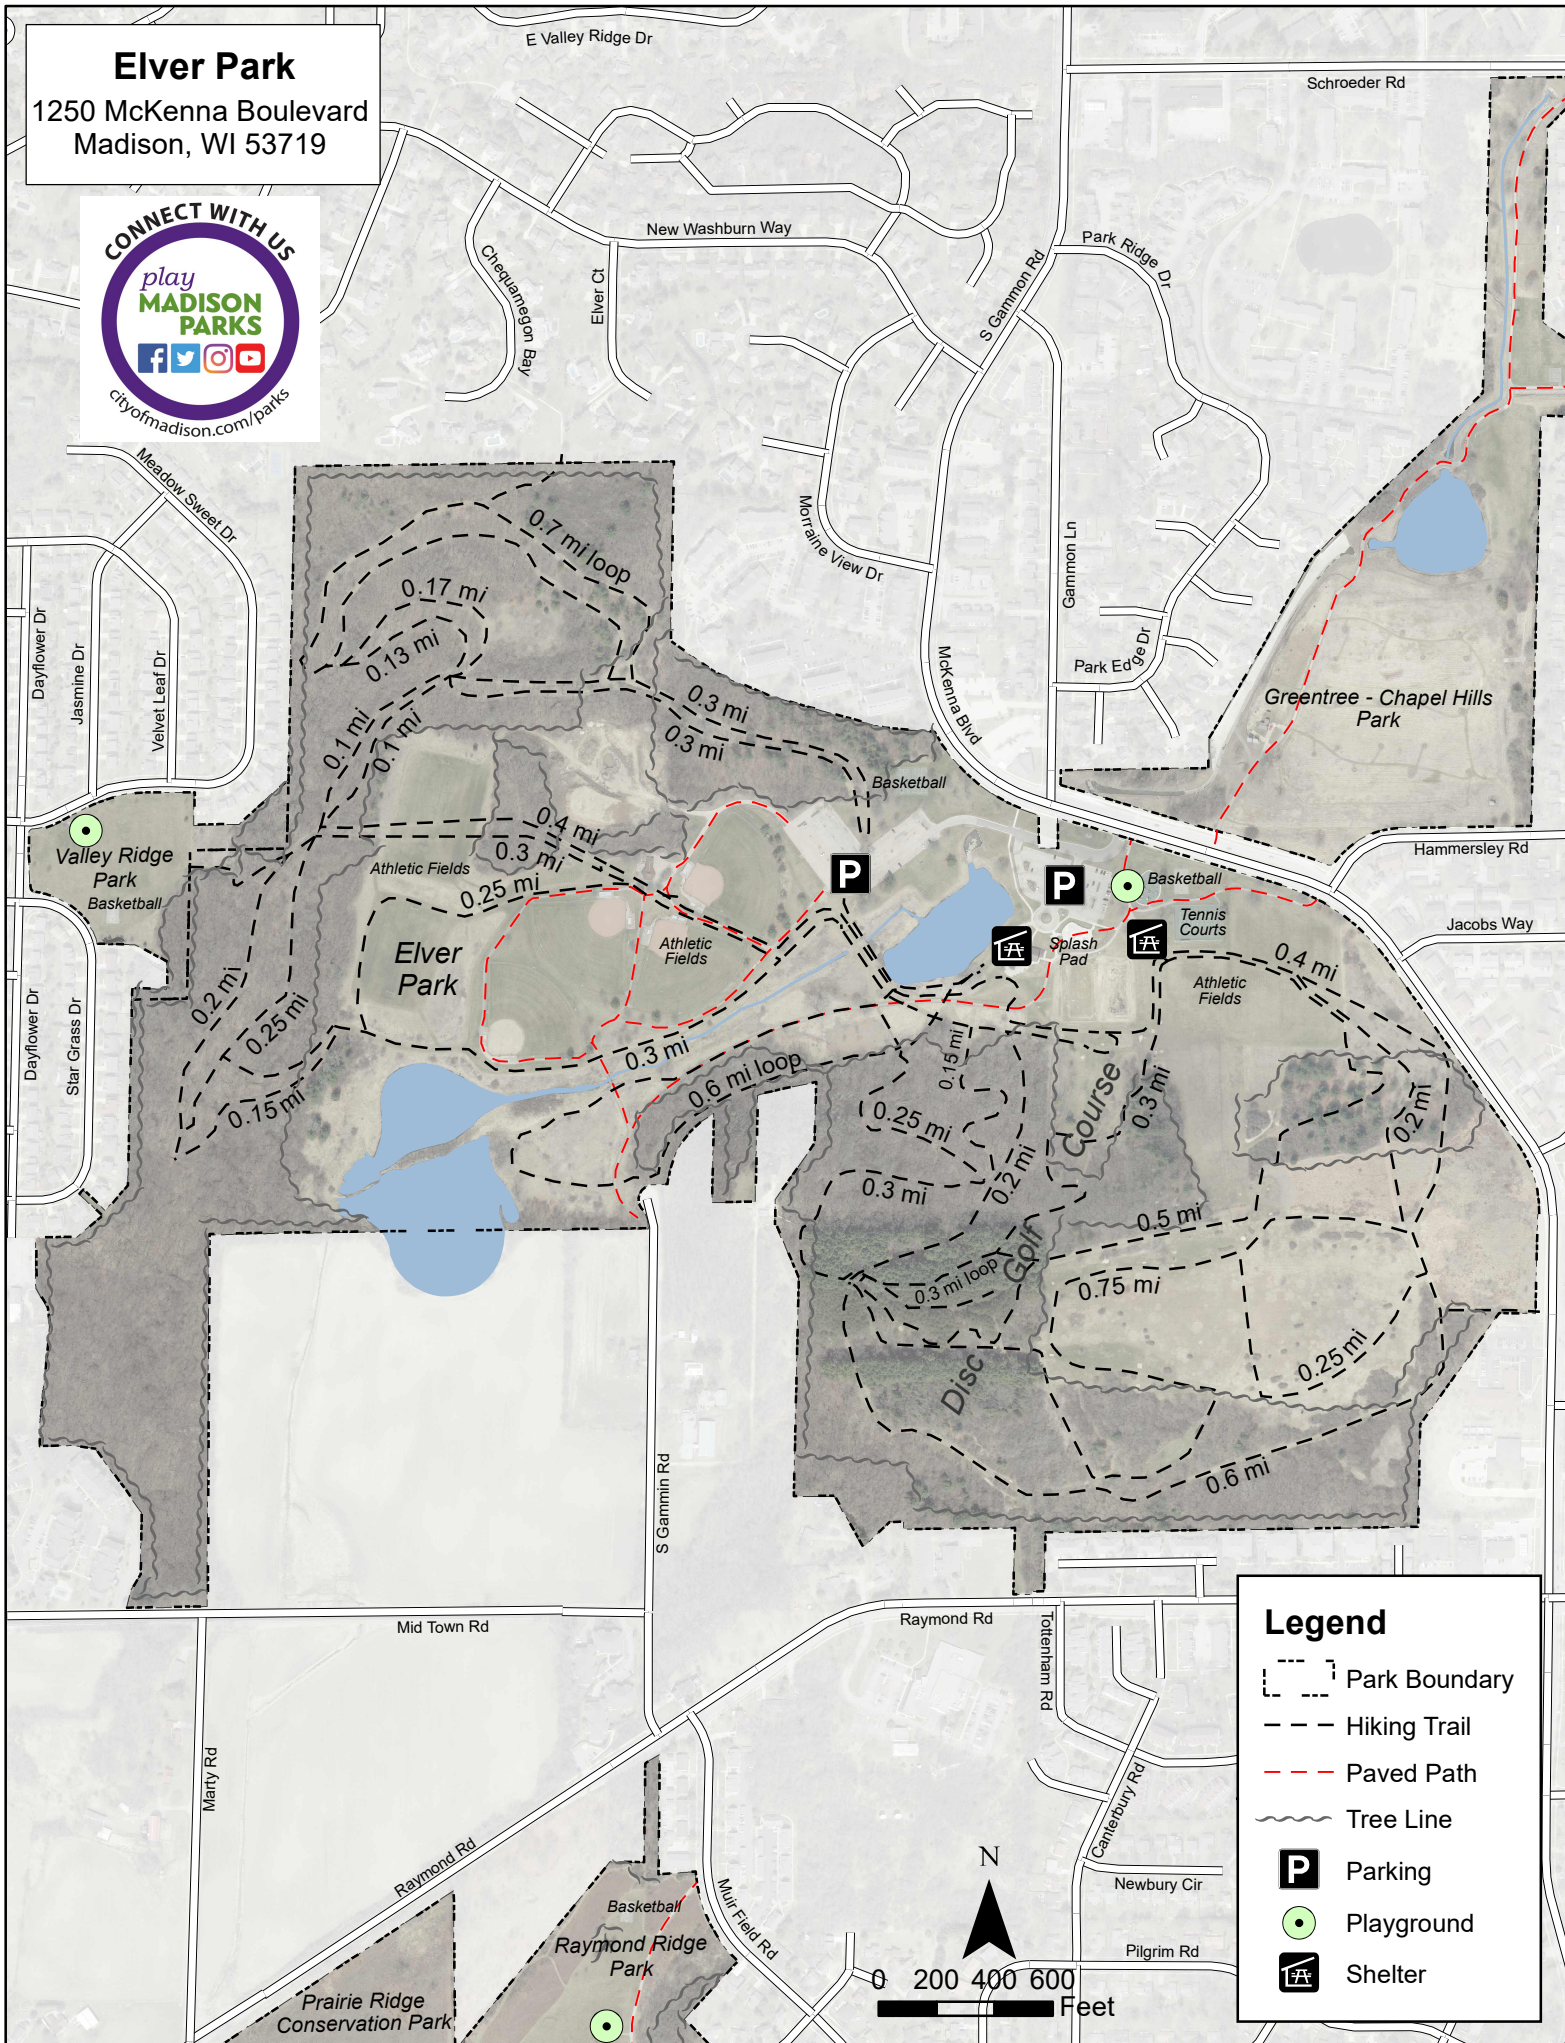 Elver Park
1250 McKenna Boulevard
Madison, WI 53719
CONNECT WITH US
play
MADISON
PARKS
cityofmadison.com/parks
E Valley Ridge Dr
Schroeder Rd
New Washburn Way
Chequamegon Bay
Elver Ct
S Gammon Rd
Park Ridge Dr
Meadow Sweet Dr
Morraine View Dr
Gammon Ln
Park Edge Dr
McKenna Blvd
Dayflower Dr
Jasmine Dr
Velvet Leaf Dr
Greentree - Chapel Hills
Park
0.7 mi loop
0.17 mi
0.13 mi
0.1 mi
0.1 mi
0.3 mi
0.3 mi
Basketball
0.4 mi
0.3 mi
0.25 mi
Athletic Fields
Valley Ridge
Park
Basketball
Hammersley Rd
P
P
Basketball
Tennis
Courts
Jacobs Way
Elver
Park
Athletic
Fields
Splash
Pad
Athletic
Fields
0.4 mi
Dayflower Dr
Star Grass Dr
0.2 mi
0.25 mi
0.15 mi
0.3 mi
0.6 mi loop
0.15 mi
0.25 mi
0.3 mi
0.2 mi
0.3 mi
0.2 mi
0.5 mi
0.3 mi loop
0.75 mi
0.25 mi
0.6 mi
Disc
Golf
Course
S Gammin Rd
Mid Town Rd
Raymond Rd
Tottenham Rd
Marty Rd
Raymond Rd
Canterbury Rd
Newbury Cir
Muir Field Rd
Pilgrim Rd
Basketball
Raymond Ridge
Park
Prairie Ridge
Conservation Park
N
0 200 400 600
Feet
Legend
Park Boundary
Hiking Trail
Paved Path
Tree Line
P Parking
Playground
Shelter